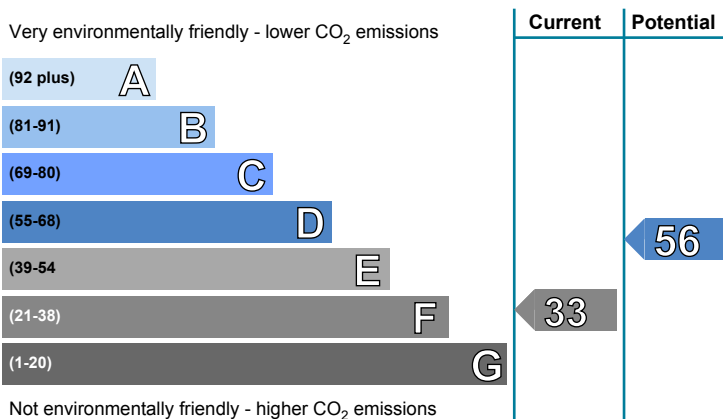 Very environmentally friendly - lower CO2 emissions
Current
Potential
(92 plus) A
(81-91) B
(69-80) C
(55-68) D
56
(39-54 E
(21-38) F
33
(1-20) G
Not environmentally friendly - higher CO2 emissions